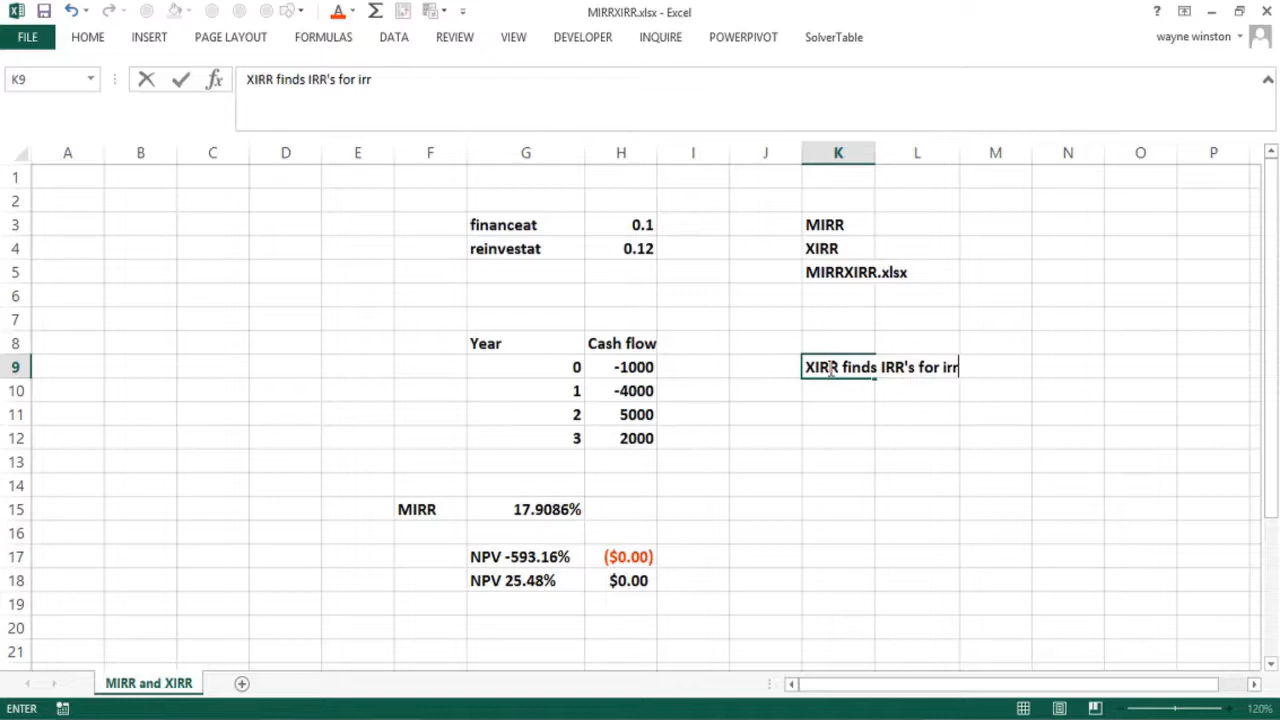 MIRRXIRR.xlsx - Excel
FILE HOME INSERT PAGE LAYOUT FORMULAS DATA REVIEW VIEW DEVELOPER INQUIRE POWERPIVOT SolverTable wayne winston
K9 XIRR finds IRR's for irr
A B C D E F G H I J K L M N O P
1
2
3 financeat 0.1 MIRR
4 reinvestat 0.12 XIRR
5 MIRRXIRR.xlsx
6
7
8 Year Cash flow
9 0 -1000 XIRR finds IRR's for irr
10 1 -4000
11 2 5000
12 3 2000
13
14
15 MIRR 17.9086%
16
17 NPV -593.16% ($0.00)
18 NPV 25.48% $0.00
19
20
21
MIRR and XIRR
ENTER 120%